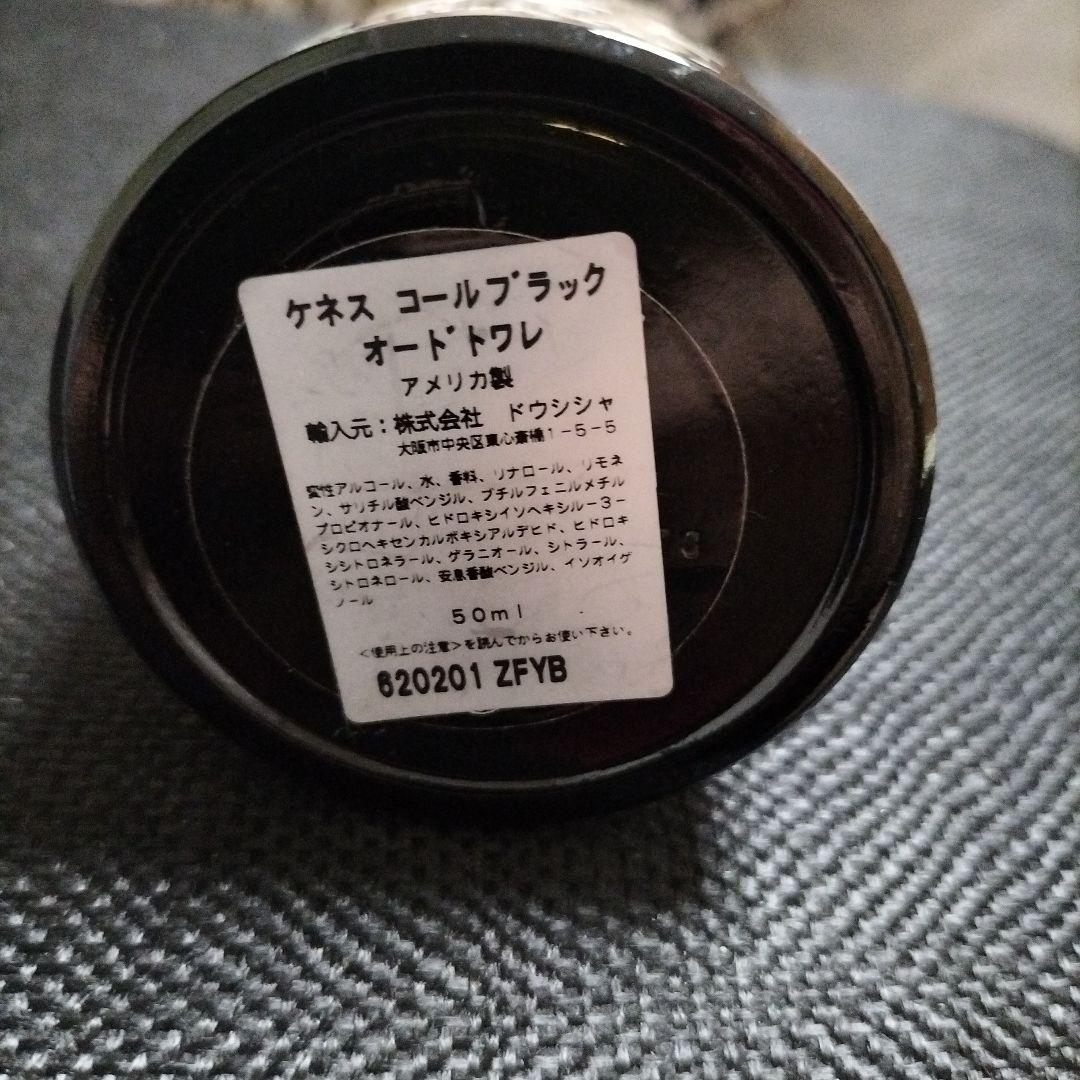 ケネス コールブラック
オードトワレ
アメリカ製
輸入元：株式会社　ドウシシャ
大阪市中央区東心斎橋１－５－５
変性アルコール、水、香料、リナロール、リモネ
ン、サリチル酸ベンジル、ブチルフェニルメチル
プロピオナール、ヒドロキシイソヘキシル－３－
シクロヘキセンカルボキシアルデヒド、ヒドロキ
シシトロネラール、ゲラニオール、シトラール、
シトロネロール、安息香酸ベンジル、イソオイゲ
ノール
５０ｍｌ
＜使用上の注意＞を読んでからお使い下さい。
620201 ZFYB